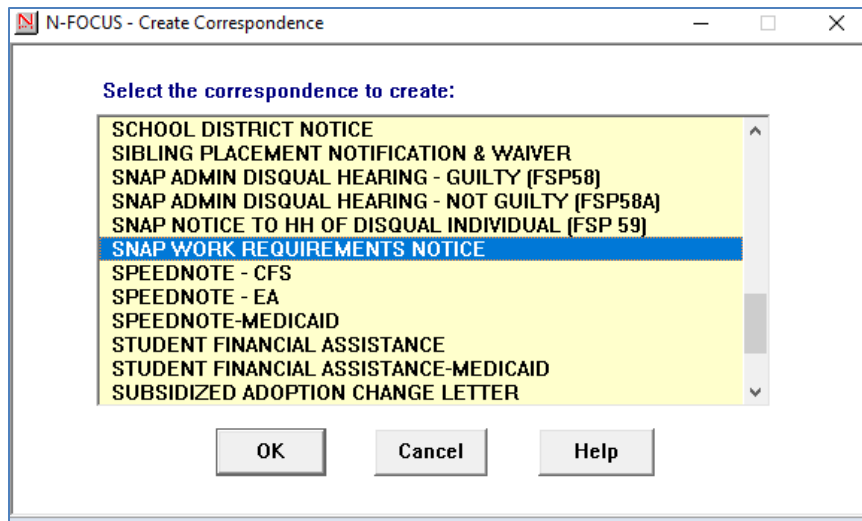 N-FOCUS - Create Correspondence
Select the correspondence to create:
SCHOOL DISTRICT NOTICE
SIBLING PLACEMENT NOTIFICATION & WAIVER
SNAP ADMIN DISQUAL HEARING - GUILTY (FSP58)
SNAP ADMIN DISQUAL HEARING - NOT GUILTY (FSP58A)
SNAP NOTICE TO HH OF DISQUAL INDIVIDUAL (FSP 59)
SNAP WORK REQUIREMENTS NOTICE
SPEEDNOTE - CFS
SPEEDNOTE - EA
SPEEDNOTE-MEDICAID
STUDENT FINANCIAL ASSISTANCE
STUDENT FINANCIAL ASSISTANCE-MEDICAID
SUBSIDIZED ADOPTION CHANGE LETTER
OK Cancel Help